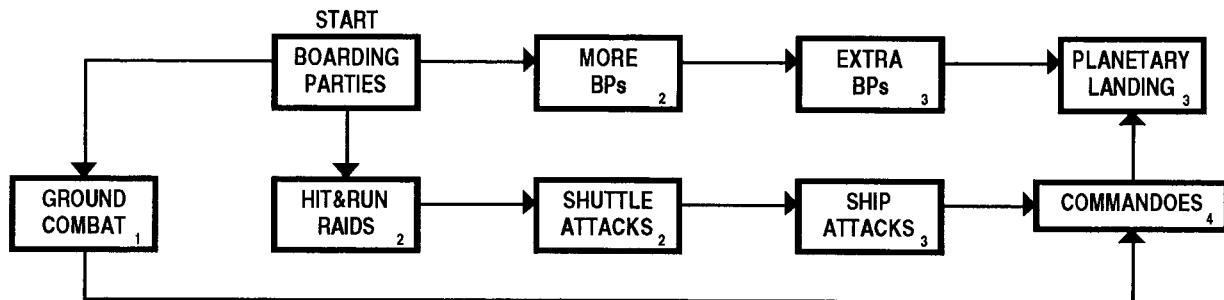 START
BOARDING
PARTIES
MORE
BPs
2
EXTRA
BPs
3
PLANETARY
LANDING
3
GROUND
COMBAT
1
HIT&RUN
RAIDS
2
SHUTTLE
ATTACKS
2
SHIP
ATTACKS
3
COMMANDOES
4